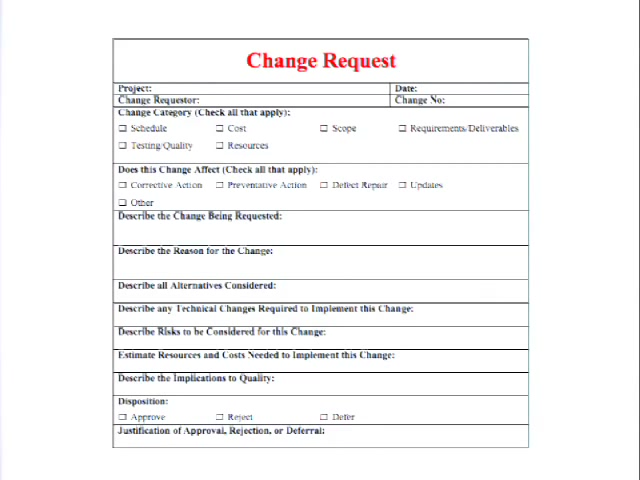 Change Request
Project: Date:
Change Requestor: Change No:
Change Category (Check all that apply):
☐ Schedule ☐ Cost ☐ Scope ☐ Requirements/Deliverables
☐ Testing/Quality ☐ Resources
Does this Change Affect (Check all that apply):
☐ Corrective Action ☐ Preventative Action ☐ Defect Repair ☐ Updates
☐ Other
Describe the Change Being Requested:
Describe the Reason for the Change:
Describe all Alternatives Considered:
Describe any Technical Changes Required to Implement this Change:
Describe Risks to be Considered for this Change:
Estimate Resources and Costs Needed to Implement this Change:
Describe the Implications to Quality:
Disposition:
☐ Approve ☐ Reject ☐ Defer
Justification of Approval, Rejection, or Deferral: